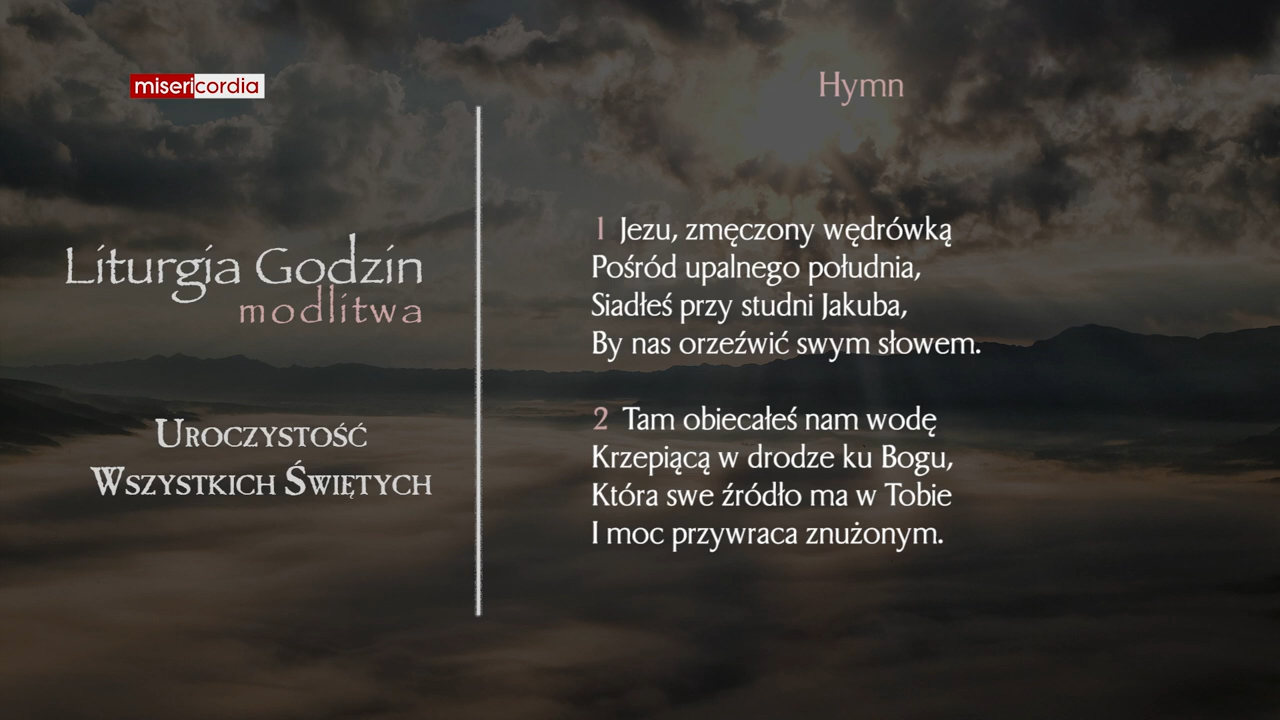 misericordia
Liturgia Godzin
modlitwa
Uroczystość
Wszystkich Świętych
Hymn
1 Jezu, zmęczony wędrówką
Pośród upalnego południa,
Siadłeś przy studni Jakuba,
By nas orzeźwić swym słowem.
2 Tam obiecałeś nam wodę
Krzepiącą w drodze ku Bogu,
Która swe źródło ma w Tobie
I moc przywraca znużonym.